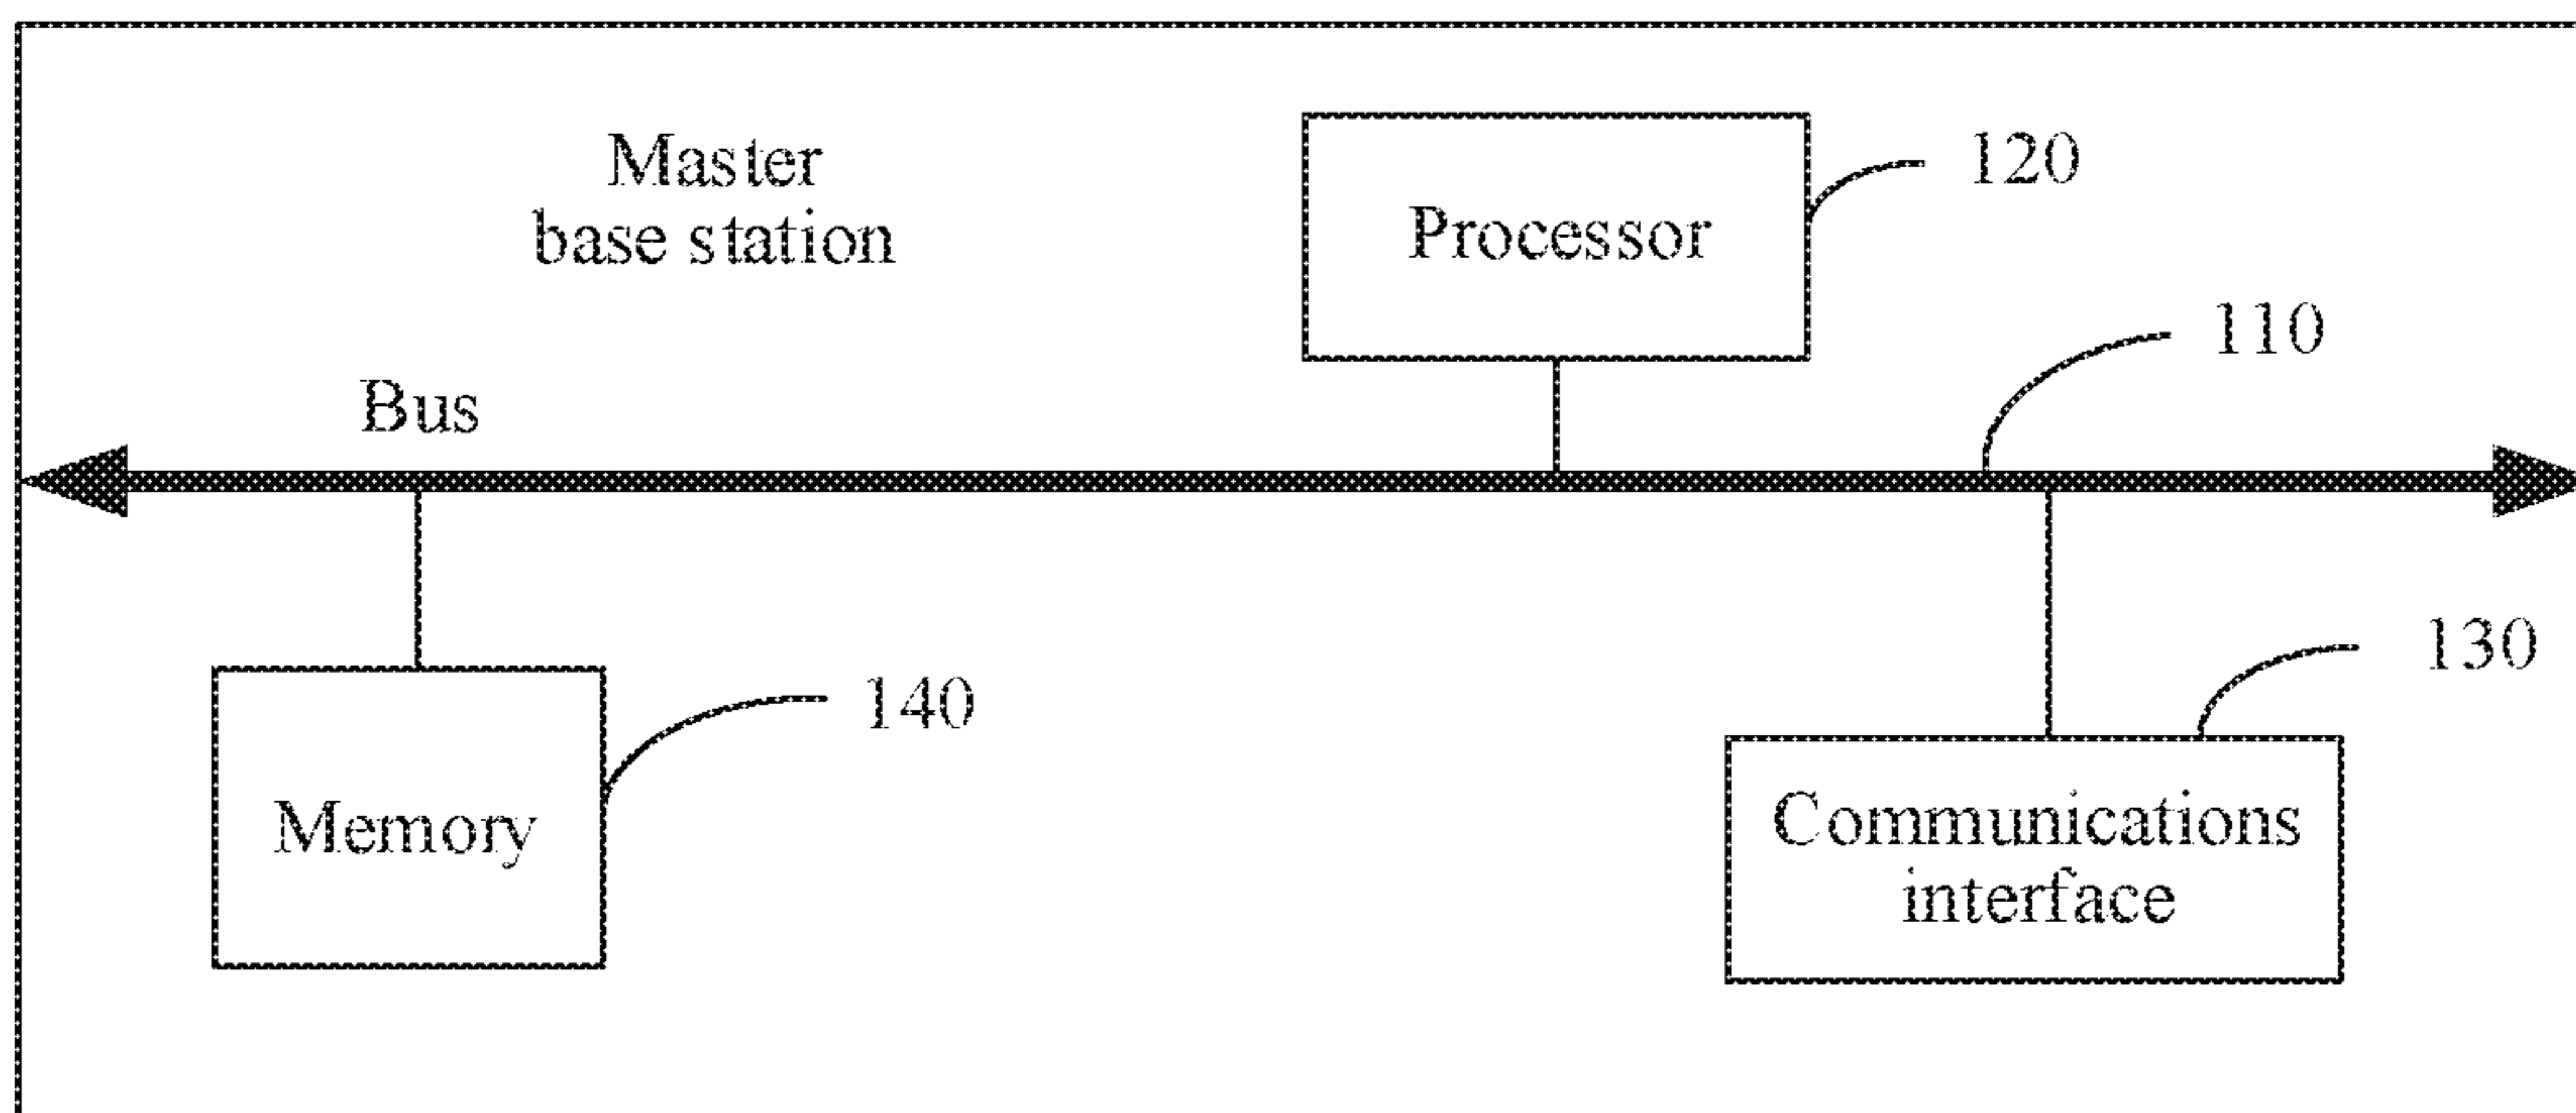 Master
base station
Processor
120
110
Bus
140
130
Memory
Communications
interface